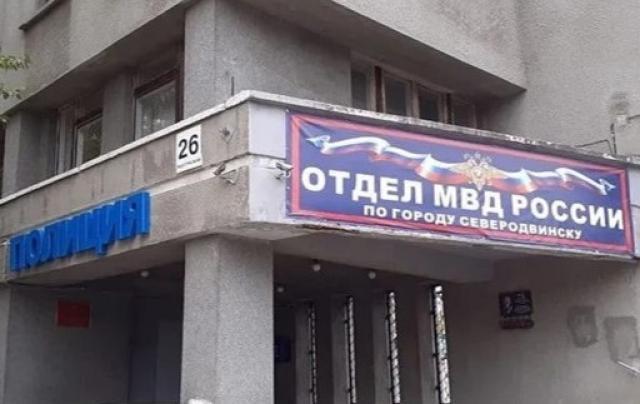 ПОЛИЦИЯ
26
ОТДЕЛ МВД РОССИИ
ПО ГОРОДУ СЕВЕРОДВИНСКУ